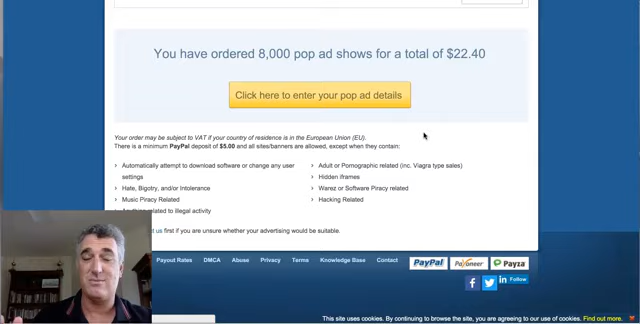 You have ordered 8,000 pop ad shows for a total of $22.40
Click here to enter your pop ad details
Your order may be subject to VAT if your country of residence is in the European Union (EU).
There is a minimum PayPal deposit of $5.00 and all sites/banners are allowed, except when they contain:
Automatically attempt to download software or change any user
settings
Hate, Bigotry, and/or Intolerance
Music Piracy Related
related to illegal activity
Adult or Pornographic related (inc. Viagra type sales)
Hidden iframes
Warez or Software Piracy related
Hacking Related
us first if you are unsure whether your advertising would be suitable.
Payout Rates DMCA Abuse Privacy Terms Knowledge Base Contact PayPal Payoneer Payza
f in Follow
This site uses cookies. By continuing to browse the site, you are agreeing to our use of cookies. Find out more.